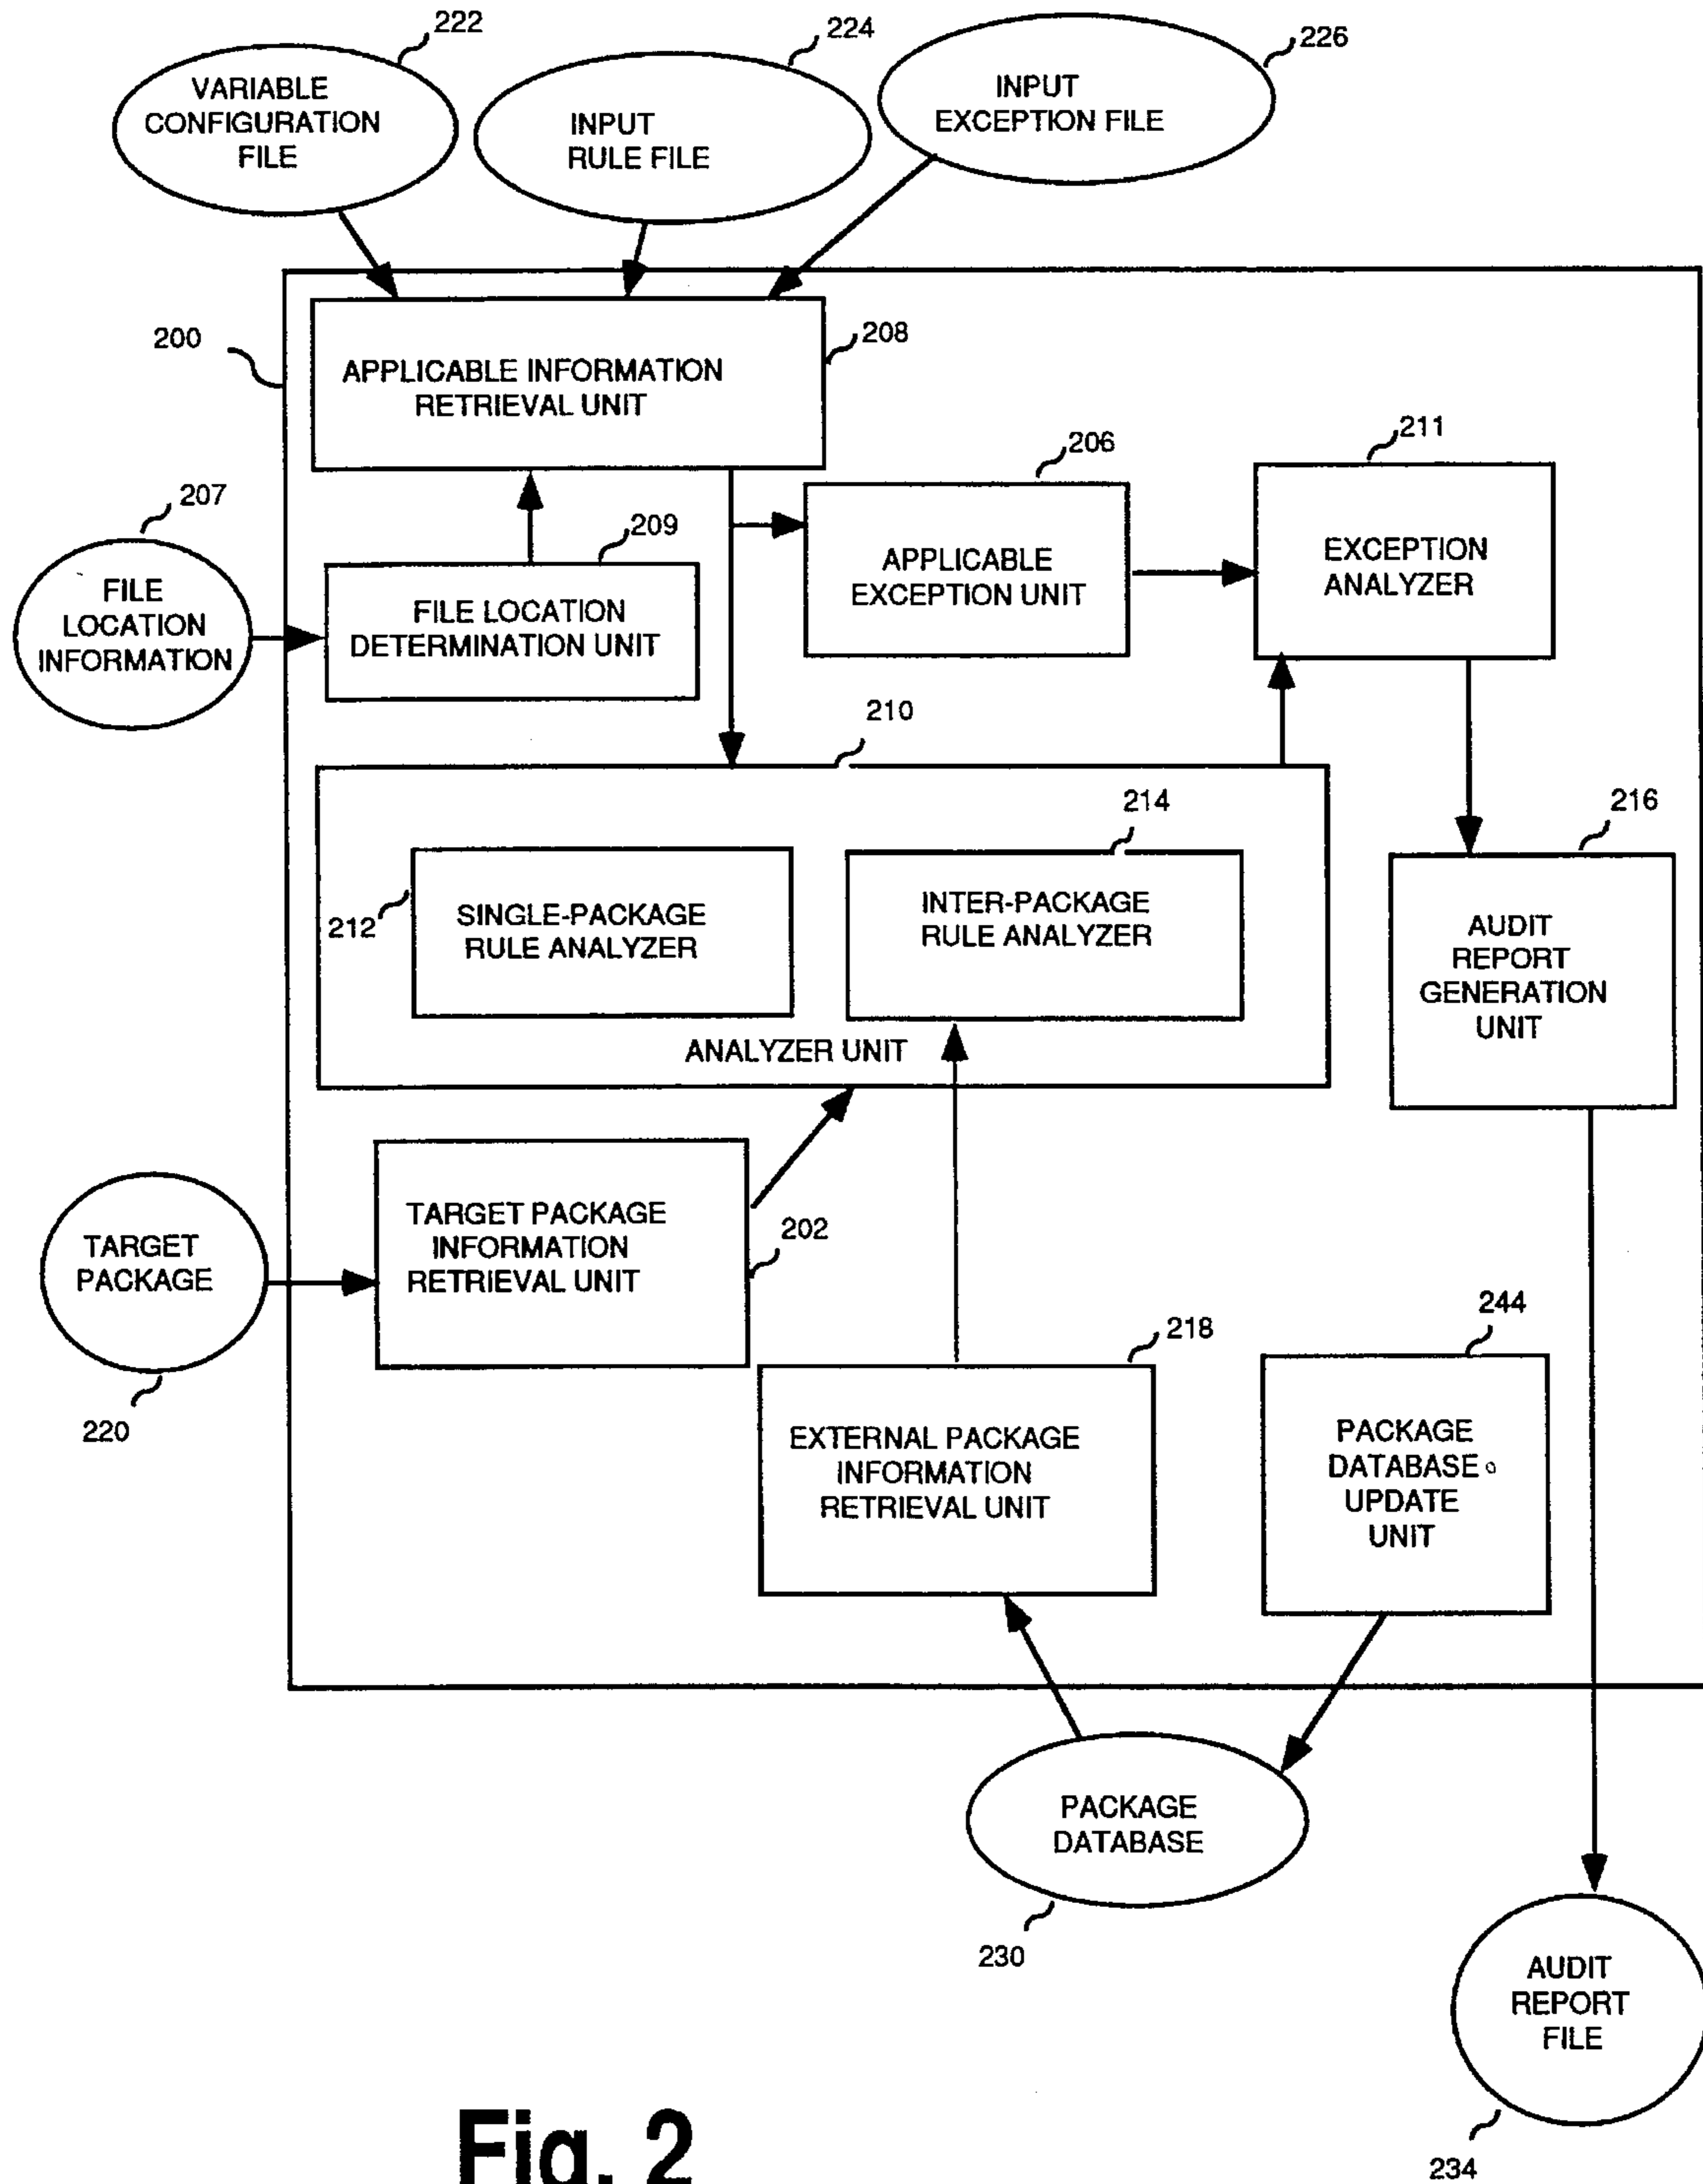 222
224
226
VARIABLE
CONFIGURATION
FILE
INPUT
RULE FILE
INPUT
EXCEPTION FILE
200
208
APPLICABLE INFORMATION
RETRIEVAL UNIT
206
211
207
209
FILE
LOCATION
INFORMATION
FILE LOCATION
DETERMINATION UNIT
APPLICABLE
EXCEPTION UNIT
EXCEPTION
ANALYZER
210
214
216
212
SINGLE-PACKAGE
RULE ANALYZER
INTER-PACKAGE
RULE ANALYZER
AUDIT
REPORT
GENERATION
UNIT
ANALYZER UNIT
TARGET
PACKAGE
TARGET PACKAGE
INFORMATION
RETRIEVAL UNIT
202
220
218
244
EXTERNAL PACKAGE
INFORMATION
RETRIEVAL UNIT
PACKAGE
DATABASE
UPDATE
UNIT
PACKAGE
DATABASE
230
AUDIT
REPORT
FILE
234
Fig. 2